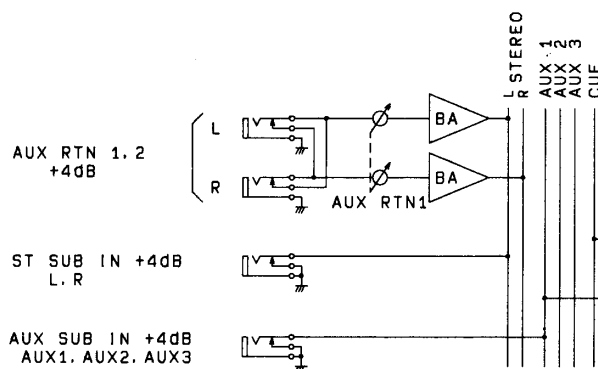 L STEREO
R
AUX 1
AUX 2
AUX 3
CUE
AUX RTN 1, 2
+4dB
L
R
BA
BA
AUX RTN1
ST SUB IN +4dB
L, R
AUX SUB IN +4dB
AUX1, AUX2, AUX3